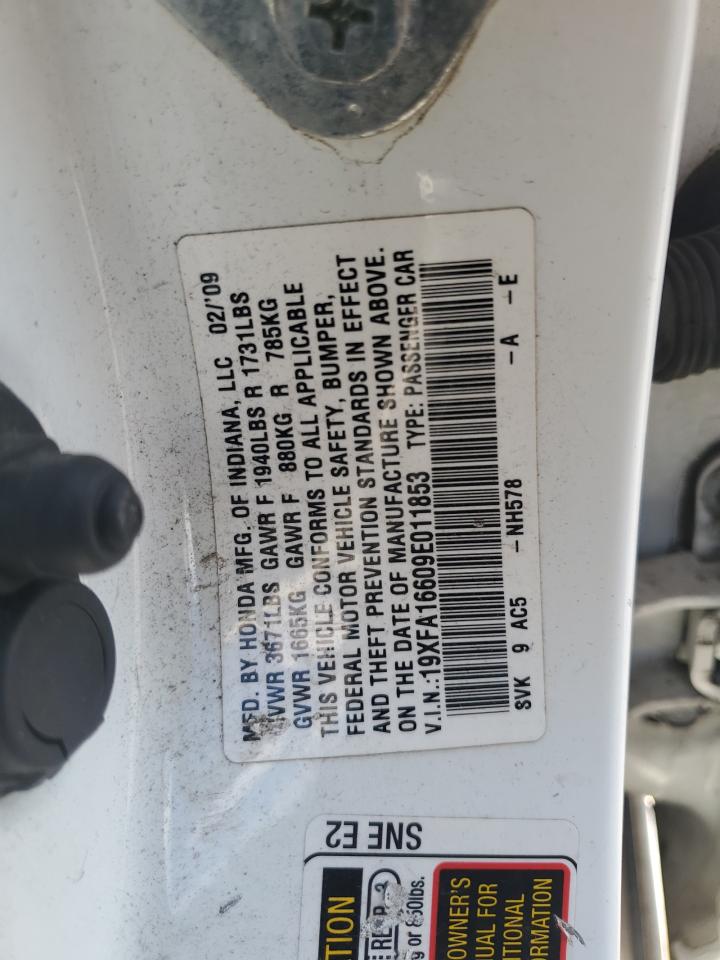 MFD. BY HONDA MFG. OF INDIANA, LLC 02/'09
GVWR 3671LBS GAWR F 1940LBS R 1731LBS
GVWR 1665KG GAWR F 880KG R 785KG
THIS VEHICLE CONFORMS TO ALL APPLICABLE
FEDERAL MOTOR VEHICLE SAFETY, BUMPER,
AND THEFT PREVENTION STANDARDS IN EFFECT
ON THE DATE OF MANUFACTURE SHOWN ABOVE.
V.I.N.:19XFA16609E011853 TYPE: PASSENGER CAR
SVK 9 AC5 -NH578 -A -E
SNE E2
TION
3
lbs.
OWNER'S
UAL FOR
TIONAL
ORMATION